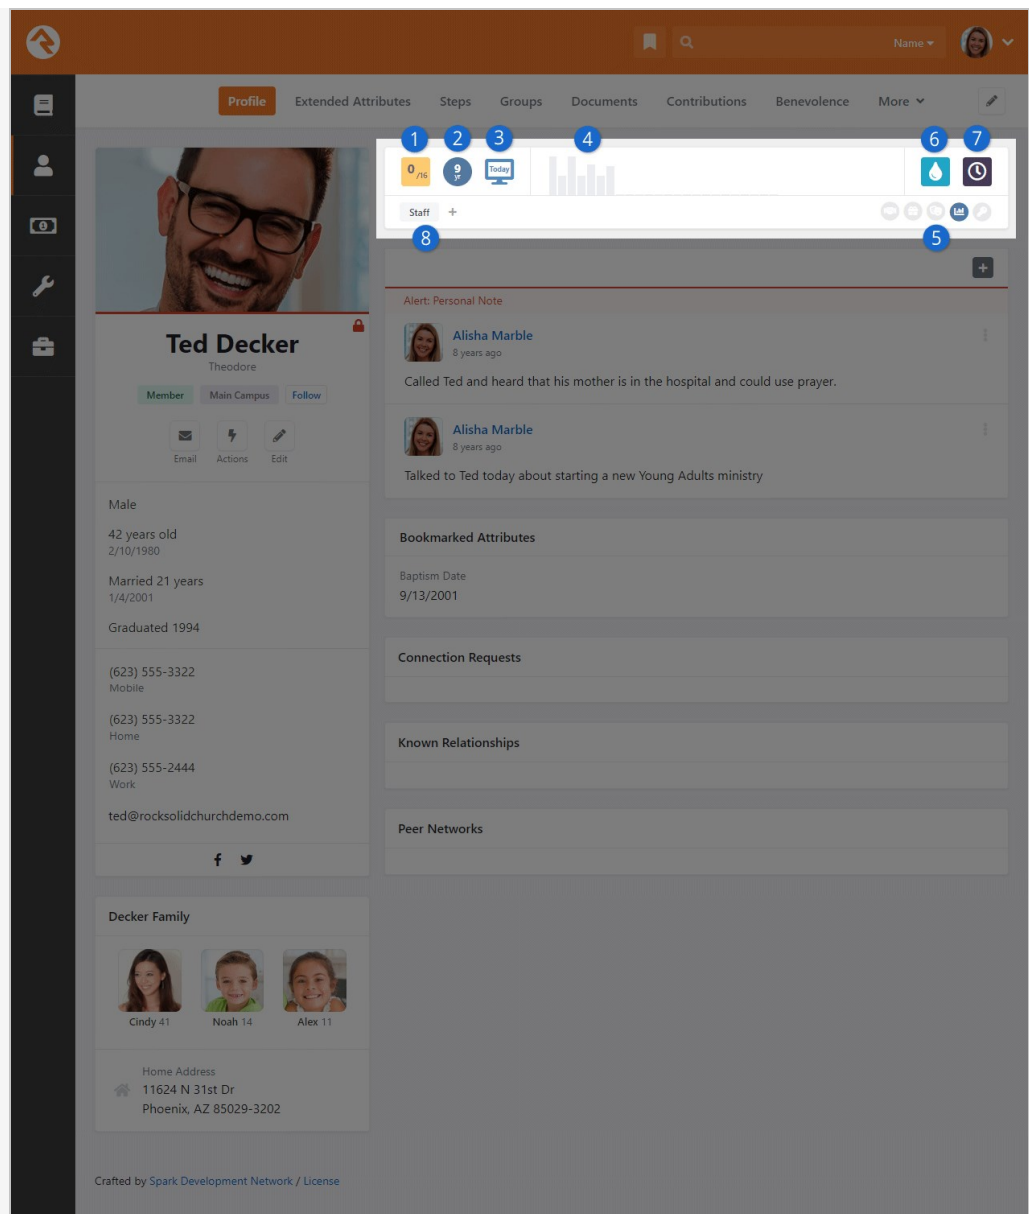 Name
Profile Extended Attributes Steps Groups Documents Contributions Benevolence More
1 2 3 4 6 7
0/16 9 yr Today
Staff +
8 5
Alert: Personal Note
Alisha Marble
8 years ago
Called Ted and heard that his mother is in the hospital and could use prayer.
Alisha Marble
8 years ago
Talked to Ted today about starting a new Young Adults ministry
Bookmarked Attributes
Baptism Date
9/13/2001
Connection Requests
Known Relationships
Peer Networks
Ted Decker
Theodore
Member Main Campus Follow
Email Actions Edit
Male
42 years old
2/10/1980
Married 21 years
1/4/2001
Graduated 1994
(623) 555-3322
Mobile
(623) 555-3322
Home
(623) 555-2444
Work
ted@rocksolidchurchdemo.com
Decker Family
Cindy 41 Noah 14 Alex 11
Home Address
11624 N 31st Dr
Phoenix, AZ 85029-3202
Crafted by Spark Development Network / License